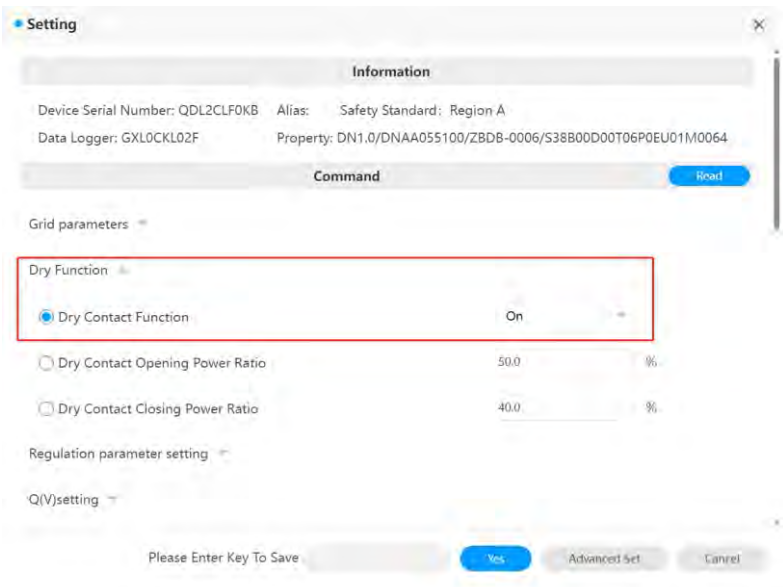 Setting
Information
Device Serial Number: QDL2CLF0KB Alias: Safety Standard: Region A
Data Logger: GXL0CKL02F Property: DN1.0/DNAA055100/ZBDB-0006/S38B00D00T06P0EU01M0064
Command Read
Grid parameters
Dry Function
Dry Contact Function On
Dry Contact Opening Power Ratio 50.0 %
Dry Contact Closing Power Ratio 40.0 %
Regulation parameter setting
Q(V)setting
Please Enter Key To Save Yes Advanced Set Cancel